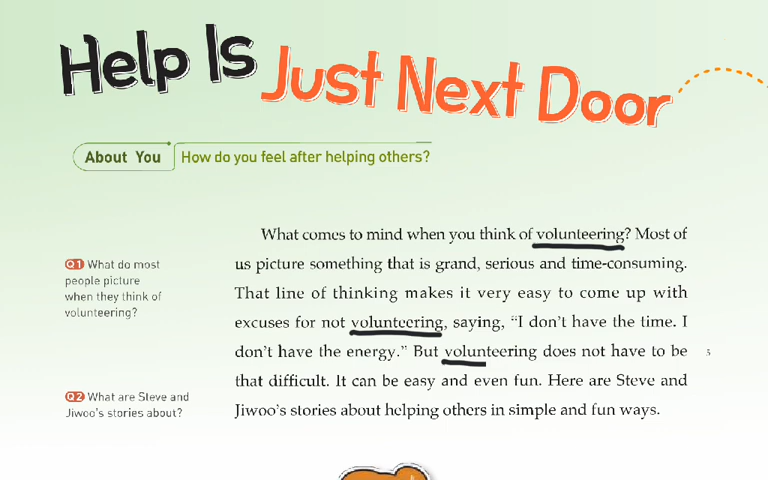 Help Is Just Next Door
About You How do you feel after helping others?
What comes to mind when you think of volunteering? Most of
us picture something that is grand, serious and time-consuming.
That line of thinking makes it very easy to come up with
excuses for not volunteering, saying, “I don't have the time. I
don't have the energy.” But volunteering does not have to be
that difficult. It can be easy and even fun. Here are Steve and
Jiwoo's stories about helping others in simple and fun ways.
5
Q1 What do most
people picture
when they think of
volunteering?
Q2 What are Steve and
Jiwoo's stories about?